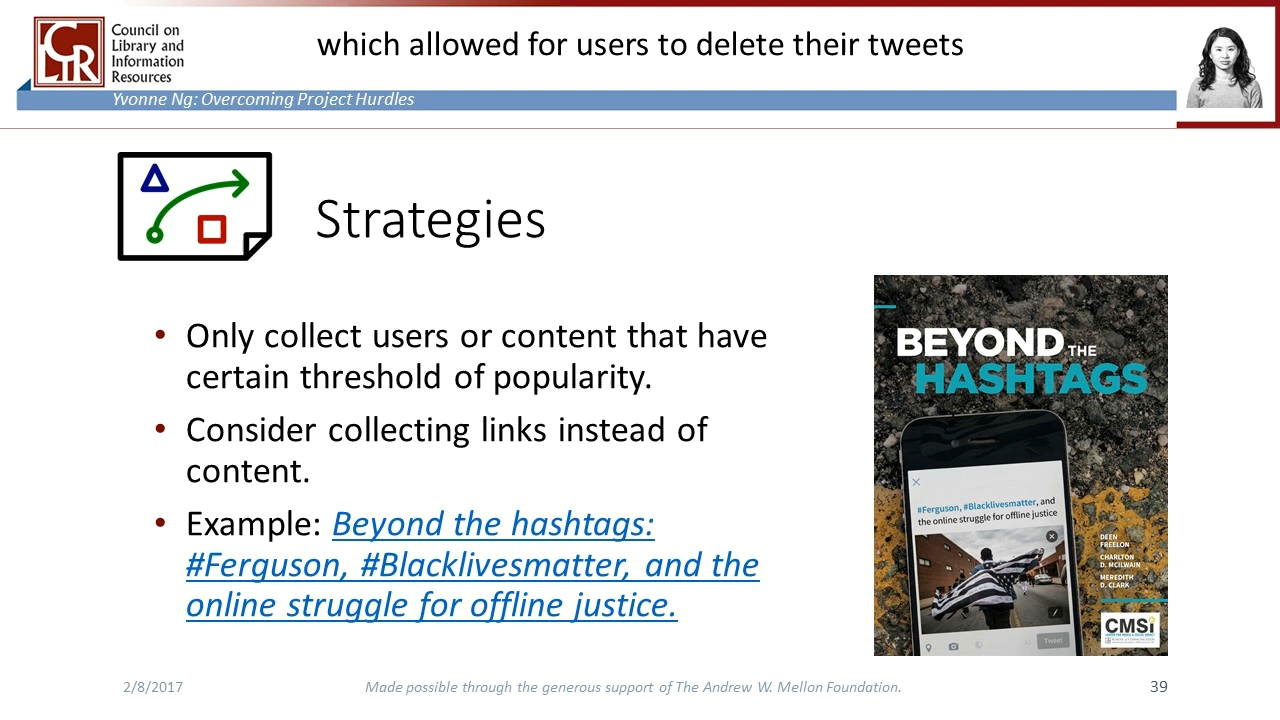 Council on
Library and
Information
Resources
CLIR
which allowed for users to delete their tweets
Yvonne Ng: Overcoming Project Hurdles
Strategies
• Only collect users or content that have
certain threshold of popularity.
• Consider collecting links instead of
content.
• Example: Beyond the hashtags:
#Ferguson, #Blacklivesmatter, and the
online struggle for offline justice.
BEYOND THE
HASHTAGS
#Ferguson, #Blacklivesmatter, and
the online struggle for offline justice
DEEN
FREELON
CHARLTON
D. MCILWAIN
MEREDITH
D. CLARK
CMSi
Tweet
2/8/2017
Made possible through the generous support of The Andrew W. Mellon Foundation.
39